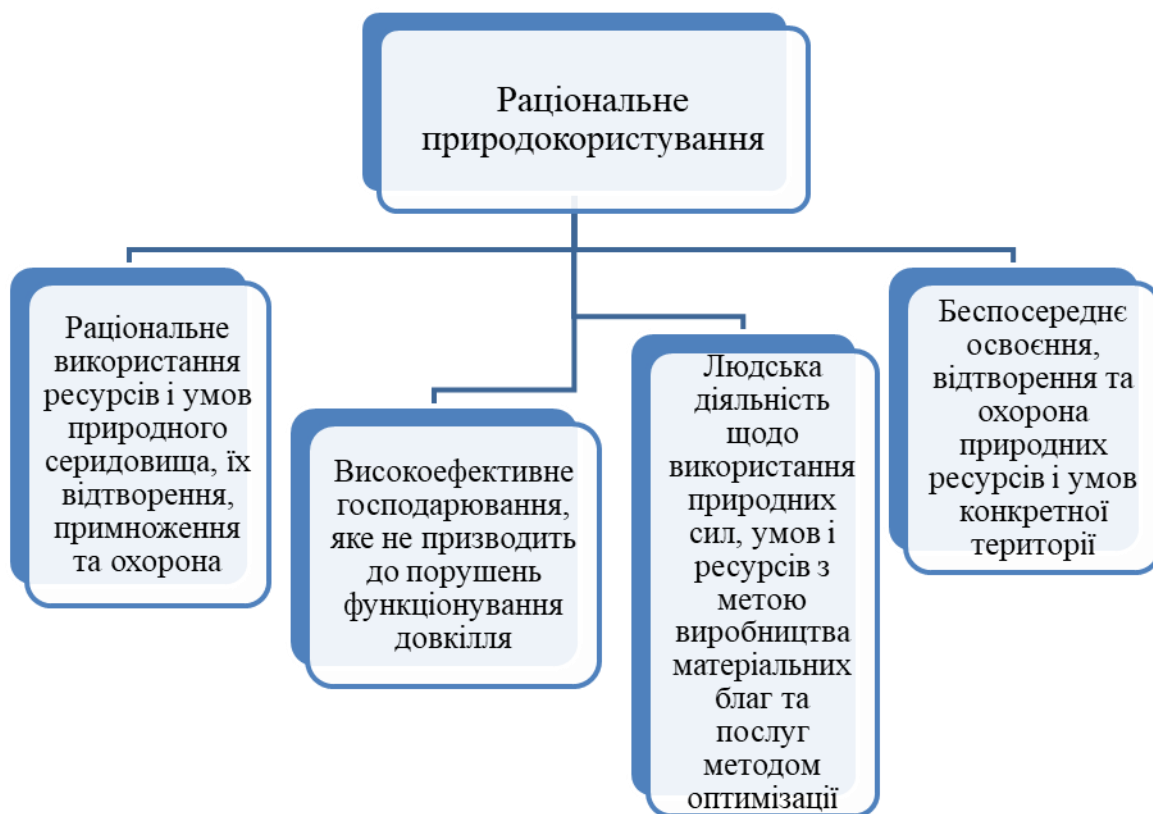 Раціональне
природокористування
Раціональне
використання
ресурсів і умов
природного
серидовища, їх
відтворення,
примноження
та охорона
Високоефективне
господарювання,
яке не призводить
до порушень
функціонування
довкілля
Людська
діяльність
щодо
використання
природних
сил, умов і
ресурсів з
метою
виробництва
матеріальних
благ та
послуг
методом
оптимізації
Беспосереднє
освоєння,
відтворення та
охорона
природних
ресурсів і умов
конкретної
території